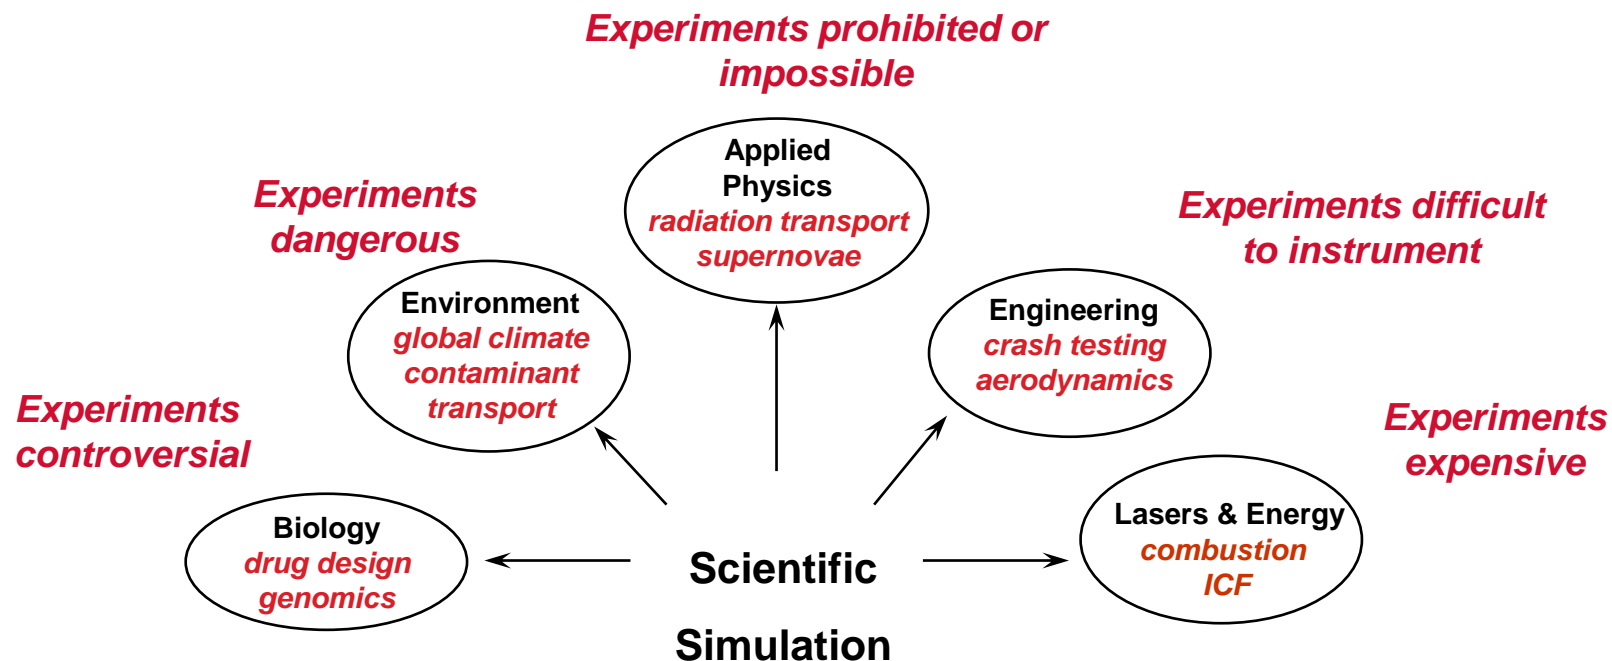 Experiments prohibited or
impossible
Applied
Physics
radiation transport
supernovae
Experiments
dangerous
Environment
global climate
contaminant
transport
Experiments difficult
to instrument
Engineering
crash testing
aerodynamics
Experiments
controversial
Biology
drug design
genomics
Experiments
expensive
Lasers & Energy
combustion
ICF
Scientific
Simulation